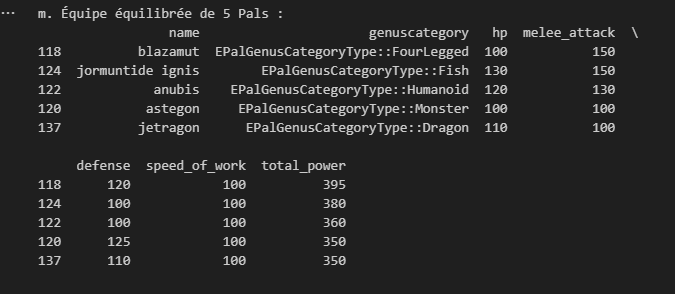 ... m. Équipe équilibrée de 5 Pals :
name genuscategory hp melee_attack \
118 blazamut EPalGenusCategoryType::FourLegged 100 150
124 jormuntide ignis EPalGenusCategoryType::Fish 130 150
122 anubis EPalGenusCategoryType::Humanoid 120 130
120 astegon EPalGenusCategoryType::Monster 100 100
137 jetragon EPalGenusCategoryType::Dragon 110 100
defense speed_of_work total_power
118 120 100 395
124 100 100 380
122 100 100 360
120 125 100 350
137 110 100 350